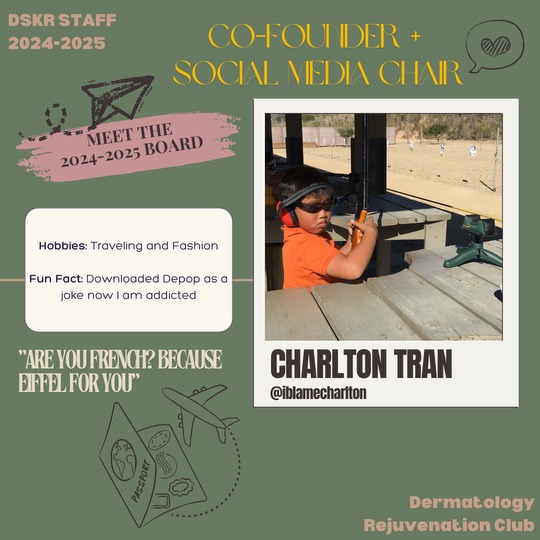 DSKR STAFF
2024-2025
CO-FOUNDER +
SOCIAL MEDIA CHAIR
MEET THE
2024-2025 BOARD
Hobbies: Traveling and Fashion
Fun Fact: Downloaded Depop as a
joke now I am addicted
"ARE YOU FRENCH? BECAUSE
EIFFEL FOR YOU"
CHARLTON TRAN
@iblamecharlton
PASSPORT
Dermatology
Rejuvenation Club